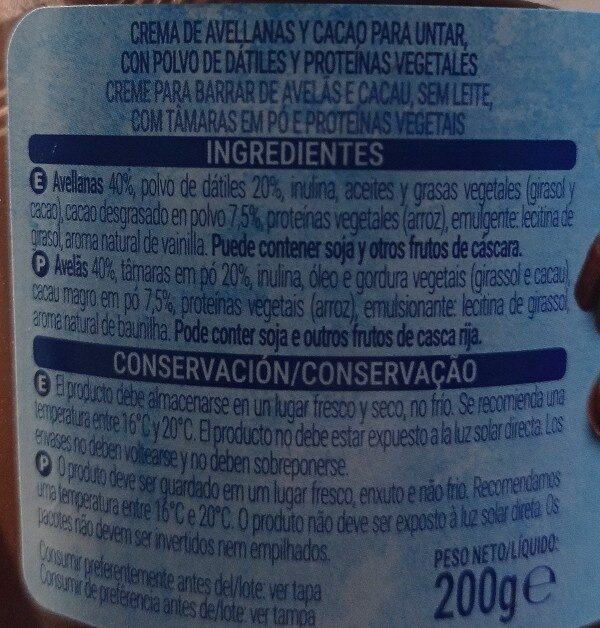 CREMA DE AVELLANAS Y CACAO PARA UNTAR,
CON POLVO DE DÁTILES Y PROTEÍNAS VEGETALES
CREME PARA BARRAR DE AVELÃS E CACAU, SEM LEITE,
COM TÂMARAS EM PÓ E PROTEÍNAS VEGETAIS
INGREDIENTES
E Avellanas 40%, polvo de dátiles 20%, inulina, aceites y grasas vegetales (girasol y
cacao), cacao desgrasado en polvo 7,5%, proteínas vegetales (arroz), emulgente: lecitina de
girasol, aroma natural de vainilla. Puede contener soja y otros frutos de cáscara.
P Avelãs 40%, tâmaras em pó 20%, inulina, óleo e gordura vegetais (girassol e cacau),
cacau magro em pó 7,5%, proteínas vegetais (arroz), emulsionante: lecitina de girassol,
aroma natural de baunilha. Pode conter soja e outros frutos de casca rija.
CONSERVACIÓN/CONSERVAÇÃO
E El producto debe almacenarse en un lugar fresco y seco, no frío. Se recomienda una
temperatura entre 16°C y 20°C. El producto no debe estar expuesto a la luz solar directa. Los
envases no deben voltearse y no deben sobreponerse.
P O produto deve ser guardado em um lugar fresco, enxuto e não frio. Recomendamos
uma temperatura entre 16°C e 20°C. O produto não deve ser exposto à luz solar direta. Os
pacotes não devem ser invertidos nem empilhados.
Consumir preferentemente antes del/lote: ver tapa
Consumir de preferência antes de/lote: ver tampa
PESO NETO/LÍQUIDO:
200g e